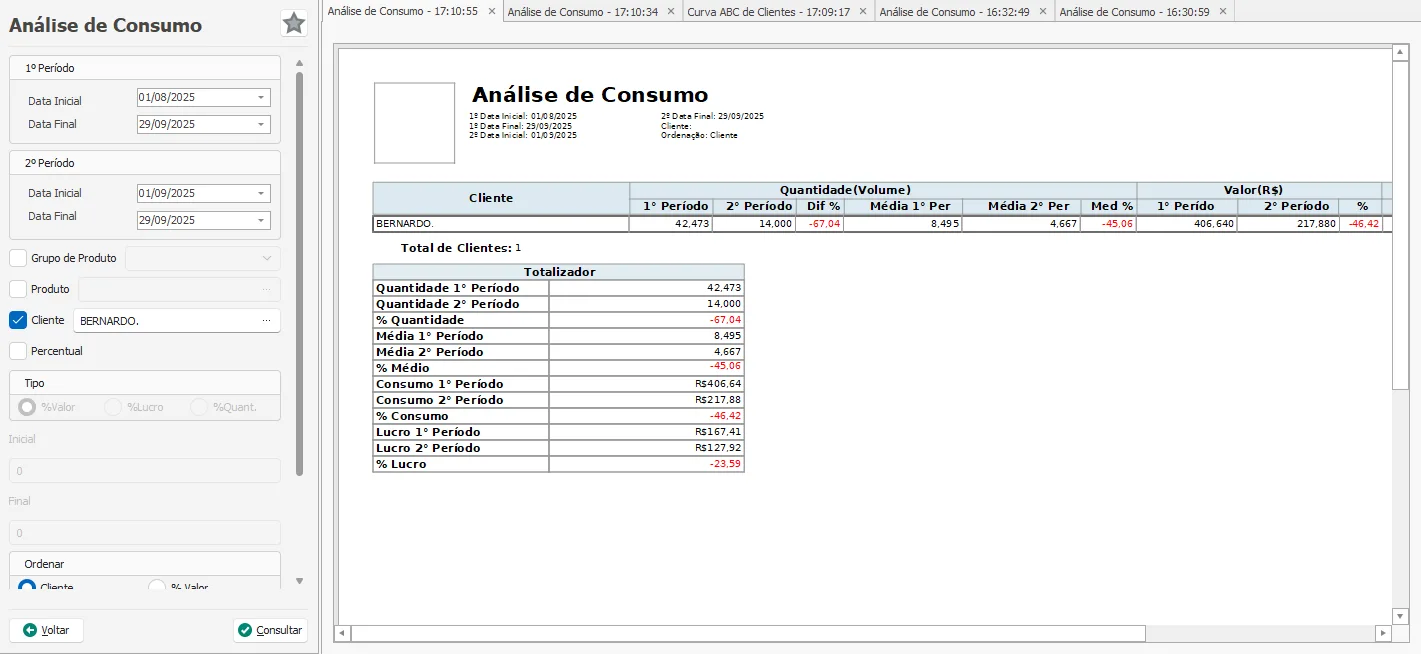 Análise de Consumo
1º Período
Data Inicial 01/08/2025
Data Final 29/09/2025
2º Período
Data Inicial 01/09/2025
Data Final 29/09/2025
Grupo de Produto
Produto ...
Cliente BERNARDO. ...
Percentual
Tipo
%Valor %Lucro %Quant.
Inicial
0
Final
0
Ordenar
Cliente % Valor
Voltar Consultar
Análise de Consumo - 17:10:55 Análise de Consumo - 17:10:34 Curva ABC de Clientes - 17:09:17 Análise de Consumo - 16:32:49 Análise de Consumo - 16:30:59
Análise de Consumo
1ª Data Inicial: 01/08/2025 2ª Data Final: 29/09/2025
1ª Data Final: 29/09/2025 Cliente:
2ª Data Inicial: 01/09/2025 Ordenação: Cliente
Cliente Quantidade(Volume) Valor(R$)
1° Período 2° Período Dif % Média 1° Per Média 2° Per Med % 1° Perído 2° Período %
BERNARDO. 42,473 14,000 -67,04 8,495 4,667 -45,06 406,640 217,880 -46,42
Total de Clientes: 1
Totalizador
Quantidade 1° Período 42,473
Quantidade 2° Período 14,000
% Quantidade -67,04
Média 1° Período 8,495
Média 2° Período 4,667
% Médio -45,06
Consumo 1° Período R$406,64
Consumo 2° Período R$217,88
% Consumo -46,42
Lucro 1° Período R$167,41
Lucro 2° Período R$127,92
% Lucro -23,59